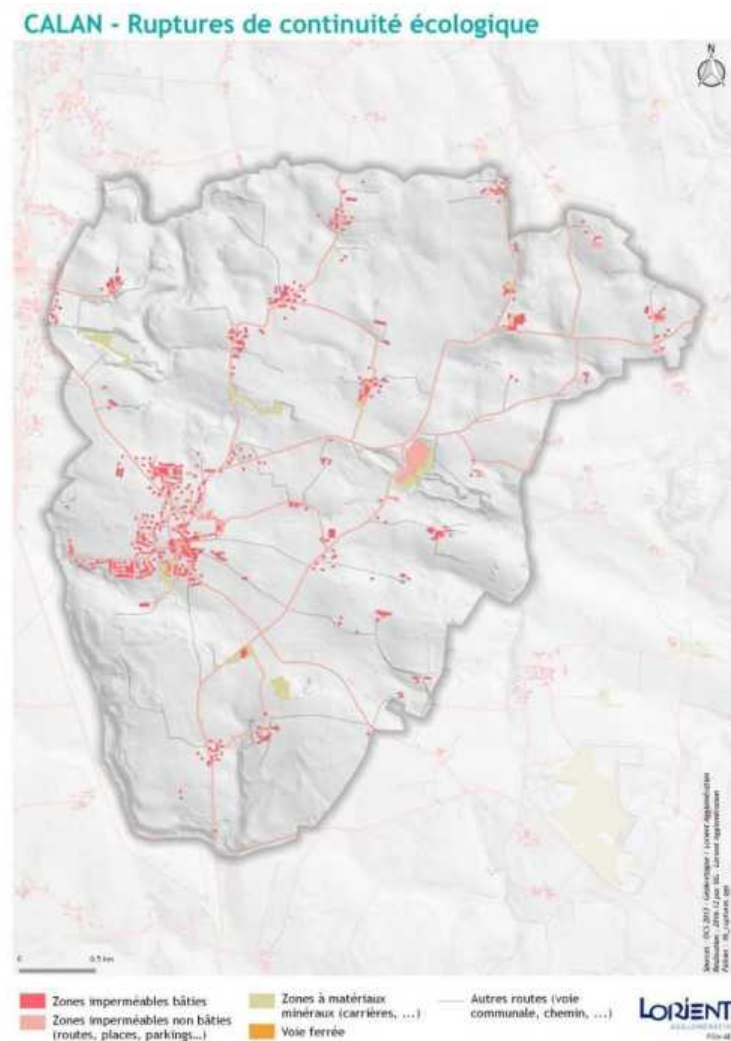 CALAN - Ruptures de continuité écologique
N
0
0.5 km
Zones imperméables bâties
Zones imperméables non bâties
(routes, places, parkings...)
Zones à matériaux
minéraux (carrières, ...)
Voie ferrée
Autres routes (voie
communale, chemin, ...)
LORIENT
AGGLOMÉRATION